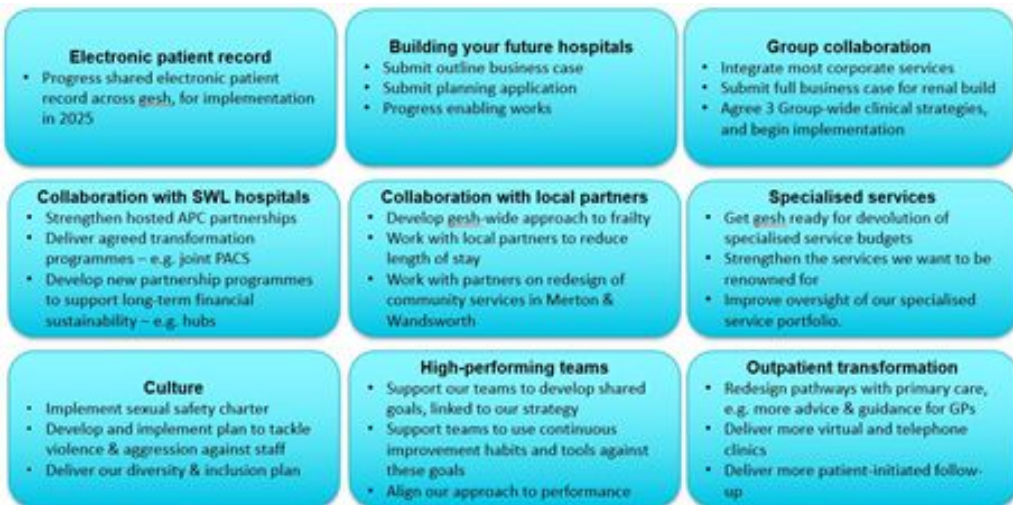 Electronic patient record
• Progress shared electronic patient
record across gesh, for implementation
in 2025
Building your future hospitals
• Submit outline business case
• Submit planning application
• Progress enabling works
Group collaboration
• Integrate most corporate services
• Submit full business case for renal build
• Agree 3 Group-wide clinical strategies,
and begin implementation
Collaboration with SWL hospitals
• Strengthen hosted APC partnerships
• Deliver agreed transformation
programmes – e.g. joint PACS
• Develop new partnership programmes
to support long-term financial
sustainability – e.g. hubs
Collaboration with local partners
• Develop gesh-wide approach to frailty
• Work with local partners to reduce
length of stay
• Work with partners on redesign of
community services in Merton &
Wandsworth
Specialised services
• Get gesh ready for devolution of
specialised service budgets
• Strengthen the services we want to be
renowned for
• Improve oversight of our specialised
service portfolio.
Culture
• Implement sexual safety charter
• Develop and implement plan to tackle
violence & aggression against staff
• Deliver our diversity & inclusion plan
High-performing teams
• Support our teams to develop shared
goals, linked to our strategy
• Support teams to use continuous
improvement habits and tools against
these goals
• Align our approach to performance
Outpatient transformation
• Redesign pathways with primary care,
e.g. more advice & guidance for GPs
• Deliver more virtual and telephone
clinics
• Deliver more patient-initiated follow-
up